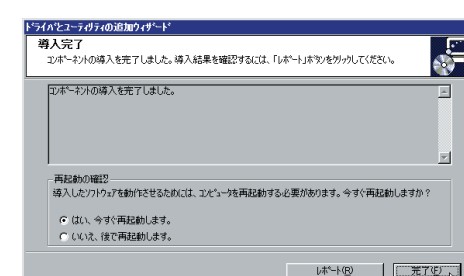 ﾄﾞﾗｲﾊﾞとﾕｰﾃｨﾘﾃｨの追加ｳｨｻﾞｰﾄﾞ
導入完了
ｺﾝﾎﾟｰﾈﾝﾄの導入を完了しました。導入結果を確認するには、「ﾚﾎﾟｰﾄ」ﾎﾞﾀﾝをｸﾘｯｸしてください。
ｺﾝﾎﾟｰﾈﾝﾄの導入を完了しました。
再起動の確認
導入したｿﾌﾄｳｪｱを動作させるためには、ｺﾝﾋﾟｭｰﾀを再起動する必要があります。今すぐ再起動しますか？
はい、今すぐ再起動します。
いいえ、後で再起動します。
ﾚﾎﾟｰﾄ(R)
完了(F)